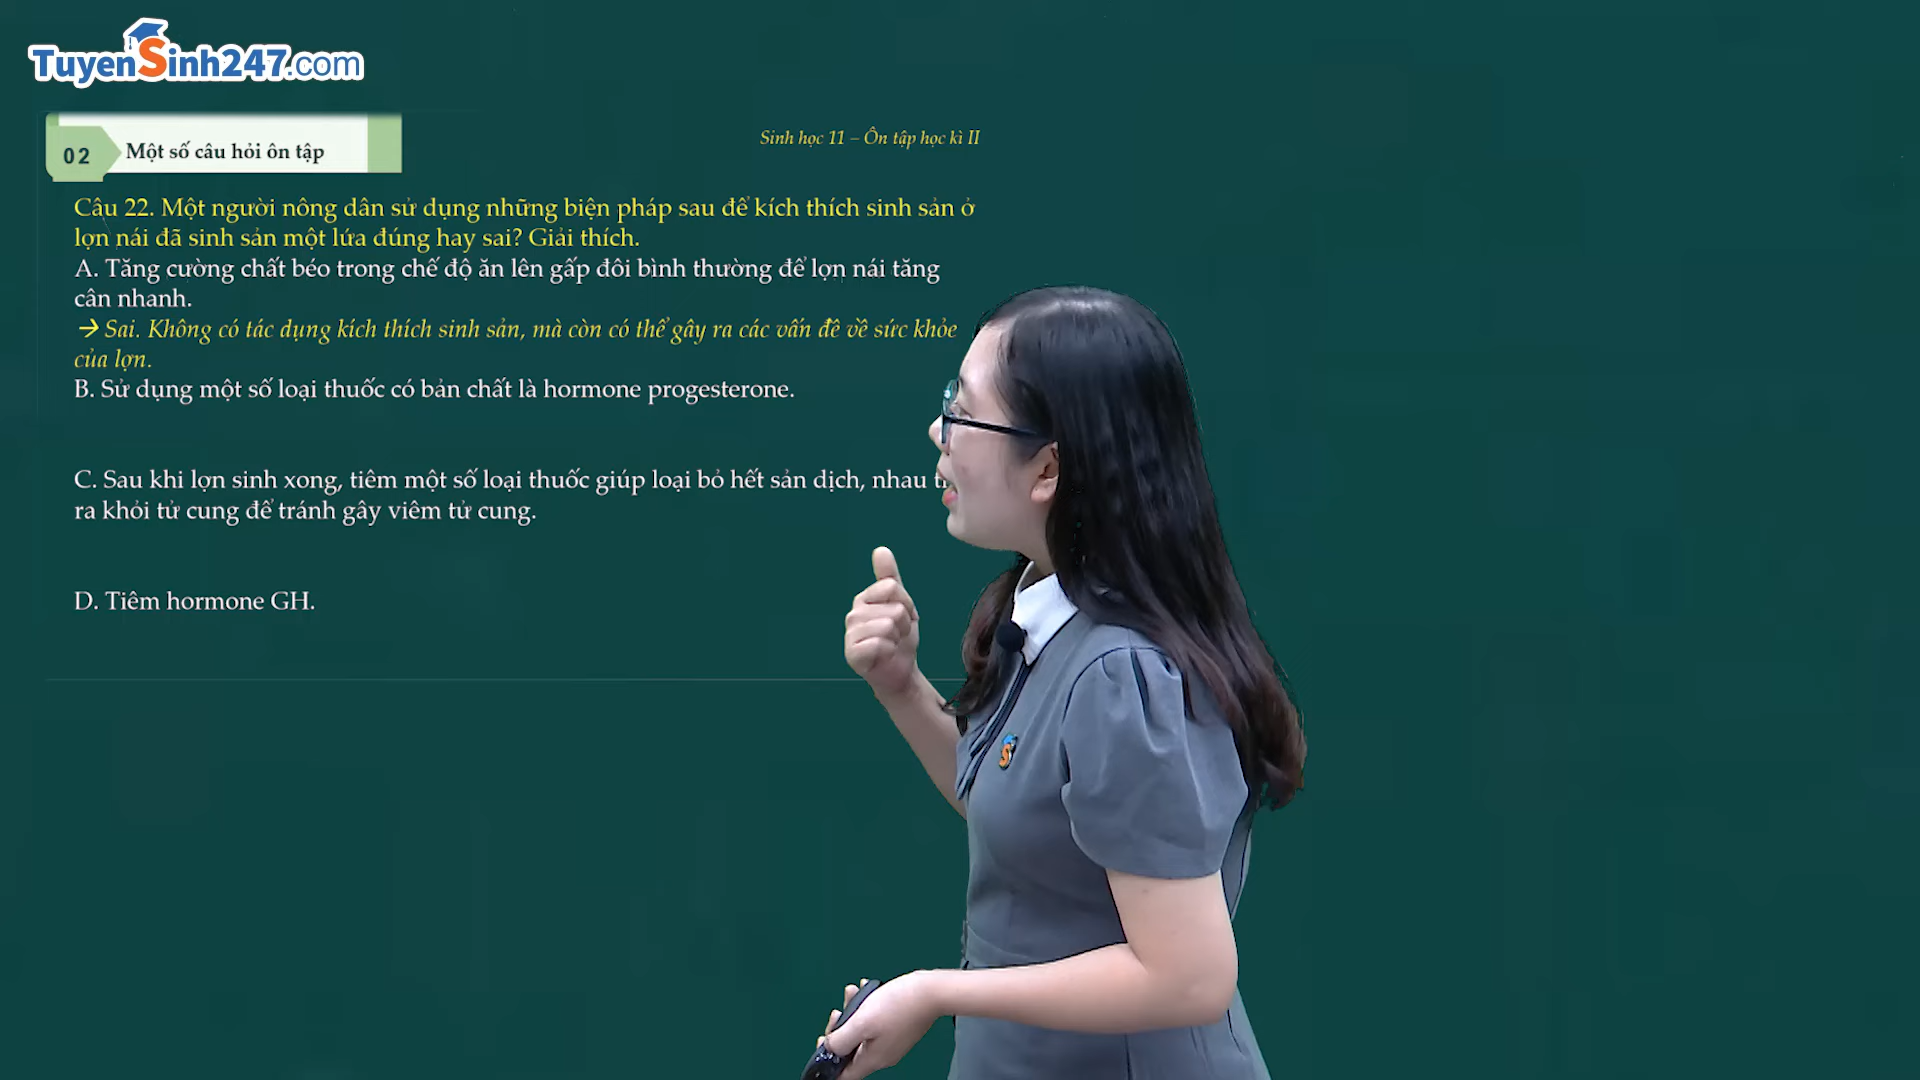 TuyenSinh247.com
02
Một số câu hỏi ôn tập
Sinh học 11 – Ôn tập học kì II
Câu 22. Một người nông dân sử dụng những biện pháp sau để kích thích sinh sản ở
lợn nái đã sinh sản một lứa đúng hay sai? Giải thích.
A. Tăng cường chất béo trong chế độ ăn lên gấp đôi bình thường để lợn nái tăng
cân nhanh.
→ Sai. Không có tác dụng kích thích sinh sản, mà còn có thể gây ra các vấn đề về sức khỏe
của lợn.
B. Sử dụng một số loại thuốc có bản chất là hormone progesterone.
C. Sau khi lợn sinh xong, tiêm một số loại thuốc giúp loại bỏ hết sản dịch, nhau
ra khỏi tử cung để tránh gây viêm tử cung.
D. Tiêm hormone GH.